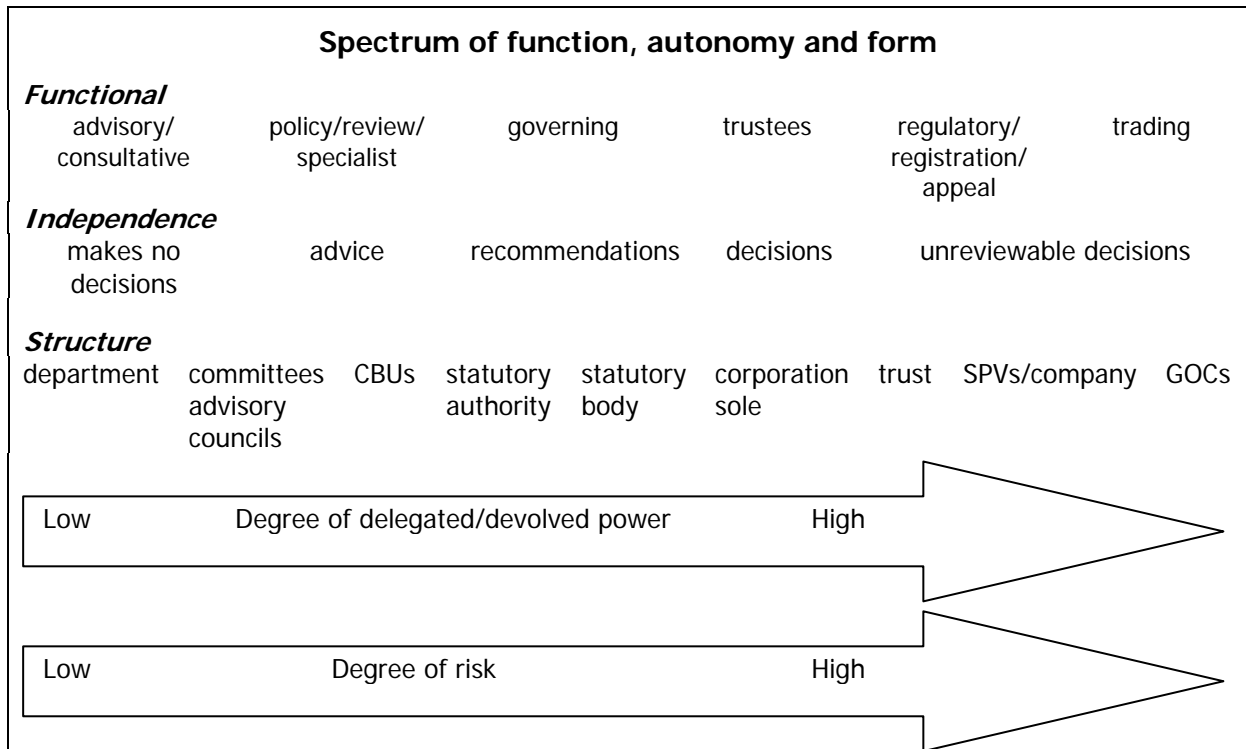 Spectrum of function, autonomy and form
Functional
advisory/ policy/review/ governing trustees regulatory/ trading
consultative specialist registration/
appeal
Independence
makes no advice recommendations decisions unreviewable decisions
decisions
Structure
department committees CBUs statutory statutory corporation trust SPVs/company GOCs
advisory authority body sole
councils
Low Degree of delegated/devolved power High
Low Degree of risk High